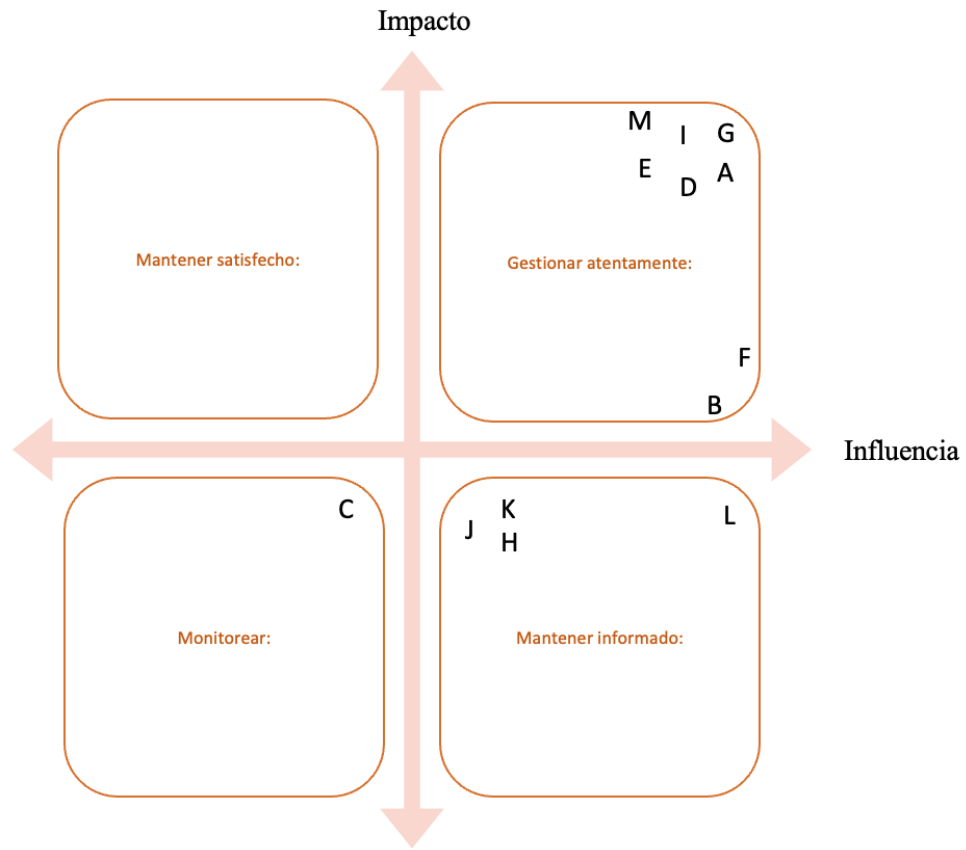 Impacto
M I G
E D A
Mantener satisfecho:
Gestionar atentamente:
F
B
Influencia
C
K
J
H
L
Monitorear:
Mantener informado: